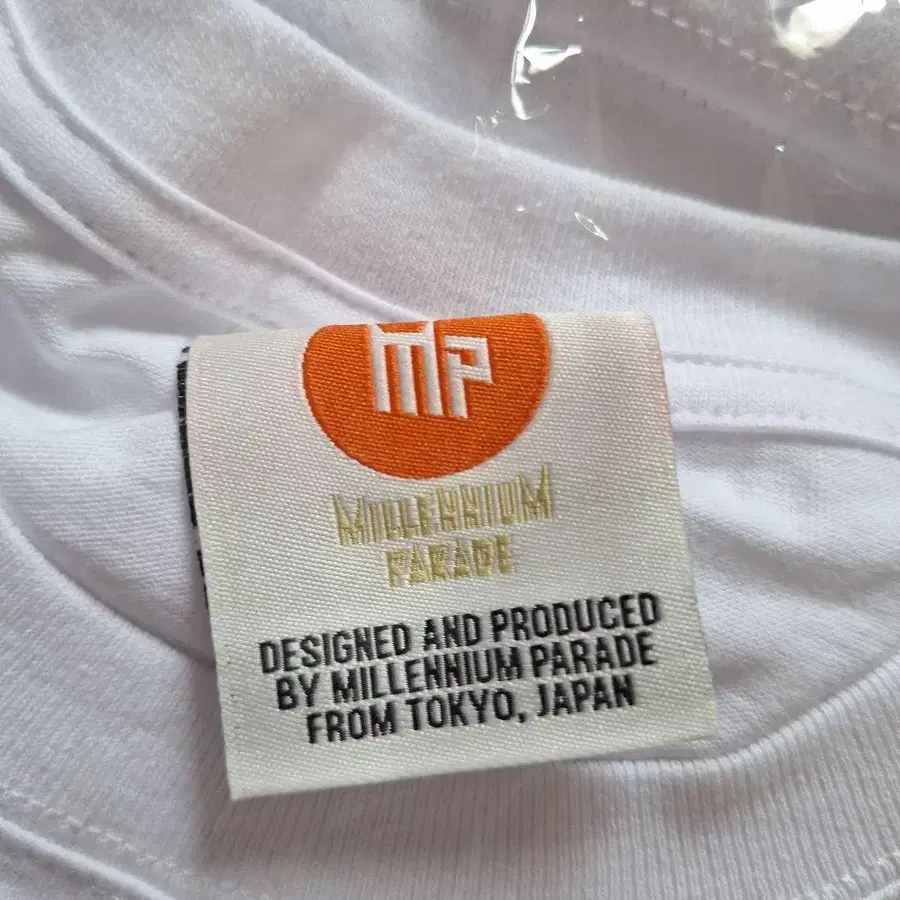 MP
MILLENNIUM
PARADE
DESIGNED AND PRODUCED
BY MILLENNIUM PARADE
FROM TOKYO, JAPAN